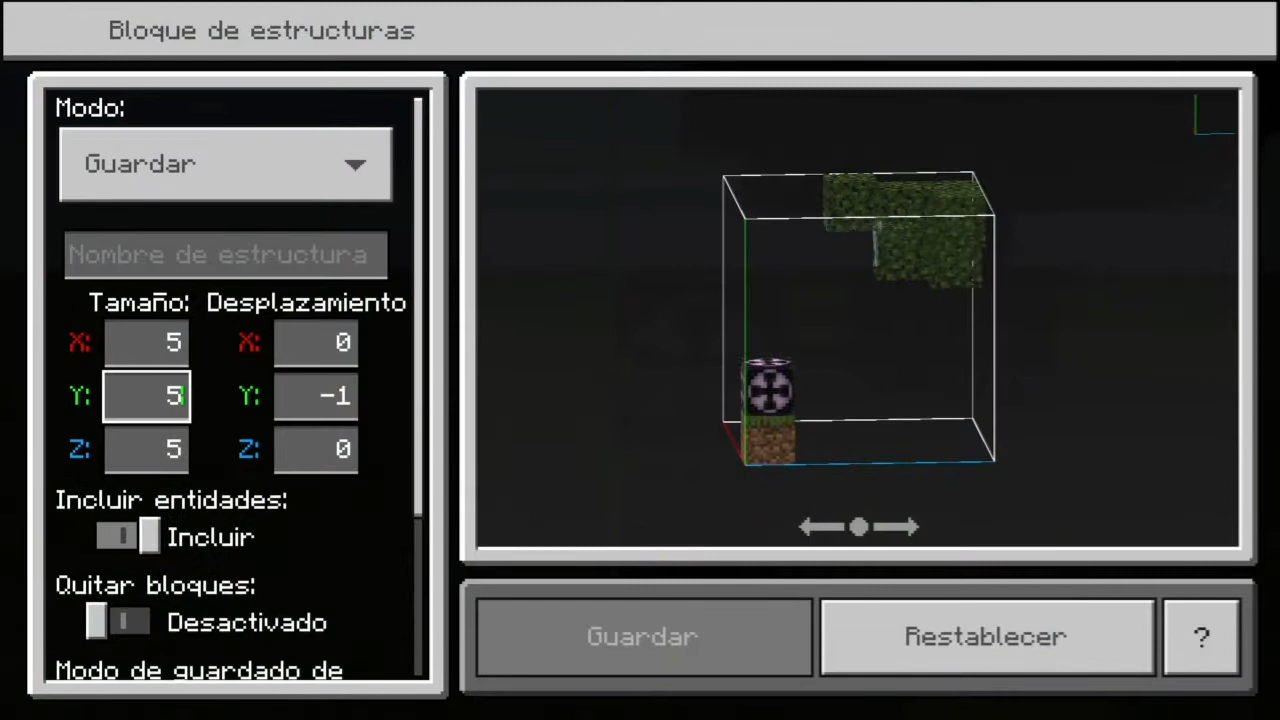 Bloque de estructuras
Modo:
Guardar
Nombre de estructura
Tamaño: Desplazamiento
X: 5 X: 0
Y: 5 Y: -1
Z: 5 Z: 0
Incluir entidades:
Incluir
Quitar bloques:
Desactivado
Modo de guardado de
Guardar Restablecer ?